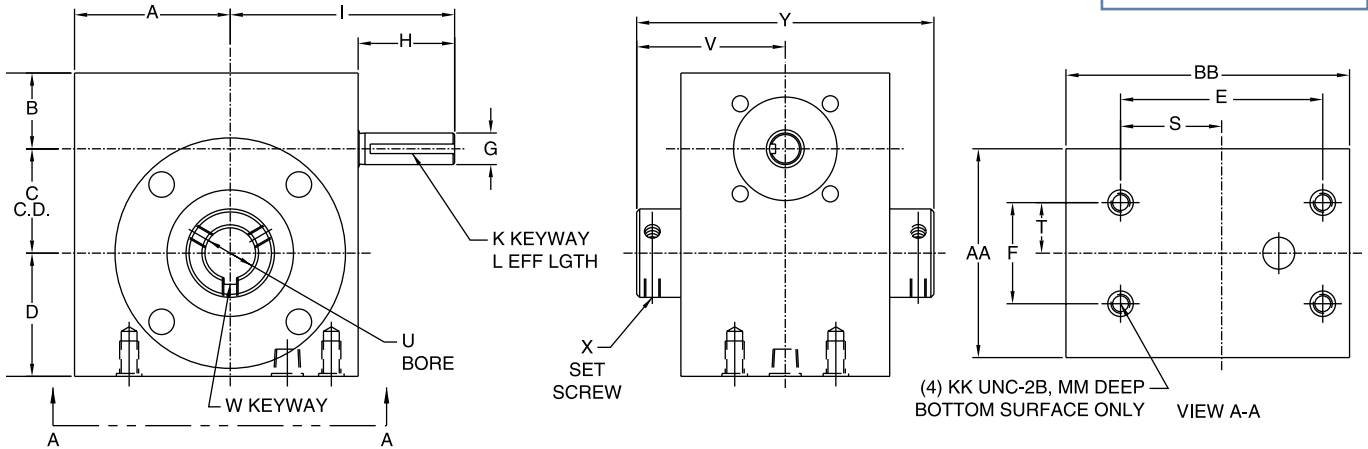 A
I
H
B
C
C.D.
G
D
K KEYWAY
L EFF LGTH
U
BORE
W KEYWAY
A
A
Y
V
X
SET
SCREW
BB
E
S
AA
F
T
(4) KK UNC-2B, MM DEEP
BOTTOM SURFACE ONLY
VIEW A-A